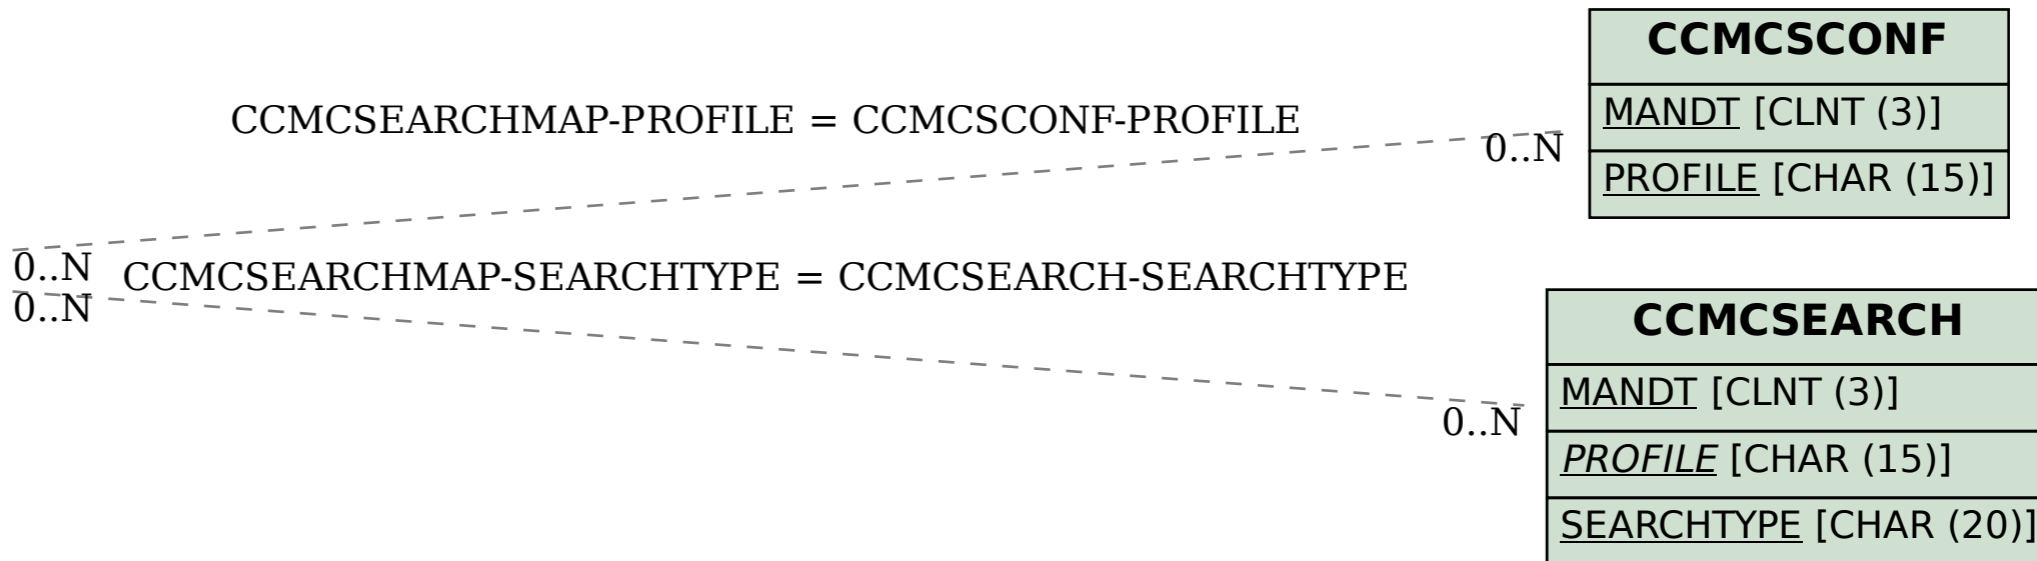 CCMCSCONF
MANDT [CLNT (3)]
PROFILE [CHAR (15)]
CCMCSEARCHMAP-PROFILE = CCMCSCONF-PROFILE
0..N
0..N
CCMCSEARCHMAP-SEARCHTYPE = CCMCSEARCH-SEARCHTYPE
0..N
0..N
CCMCSEARCH
MANDT [CLNT (3)]
PROFILE [CHAR (15)]
SEARCHTYPE [CHAR (20)]